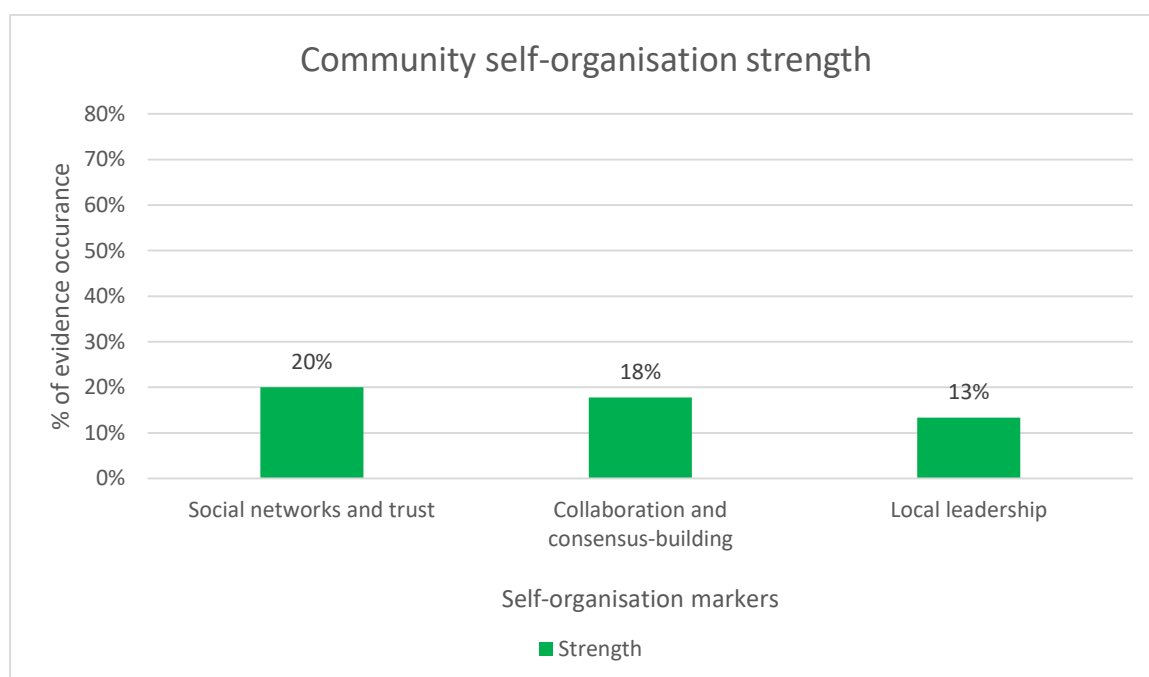 Community self-organisation strength
80%
70%
60%
50%
40%
30%
20%
10%
0%
% of evidence occurance
20%
18%
13%
Social networks and trust
Collaboration and
consensus-building
Local leadership
Self-organisation markers
Strength